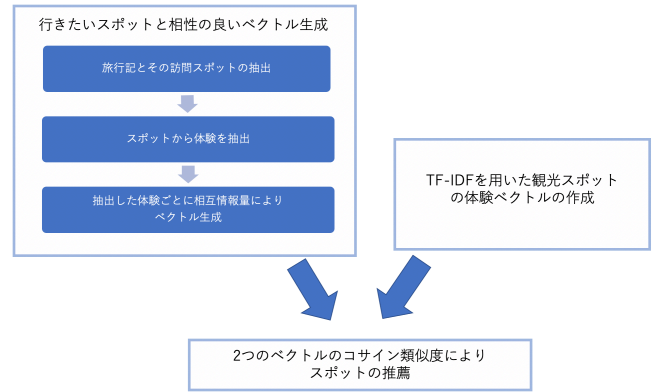 行きたいスポットと相性の良いベクトル生成
旅行記とその訪問スポットの抽出
スポットから体験を抽出
抽出した体験ごとに相互情報量により
ベクトル生成
TF-IDFを用いた観光スポット
の体験ベクトルの作成
2つのベクトルのコサイン類似度により
スポットの推薦